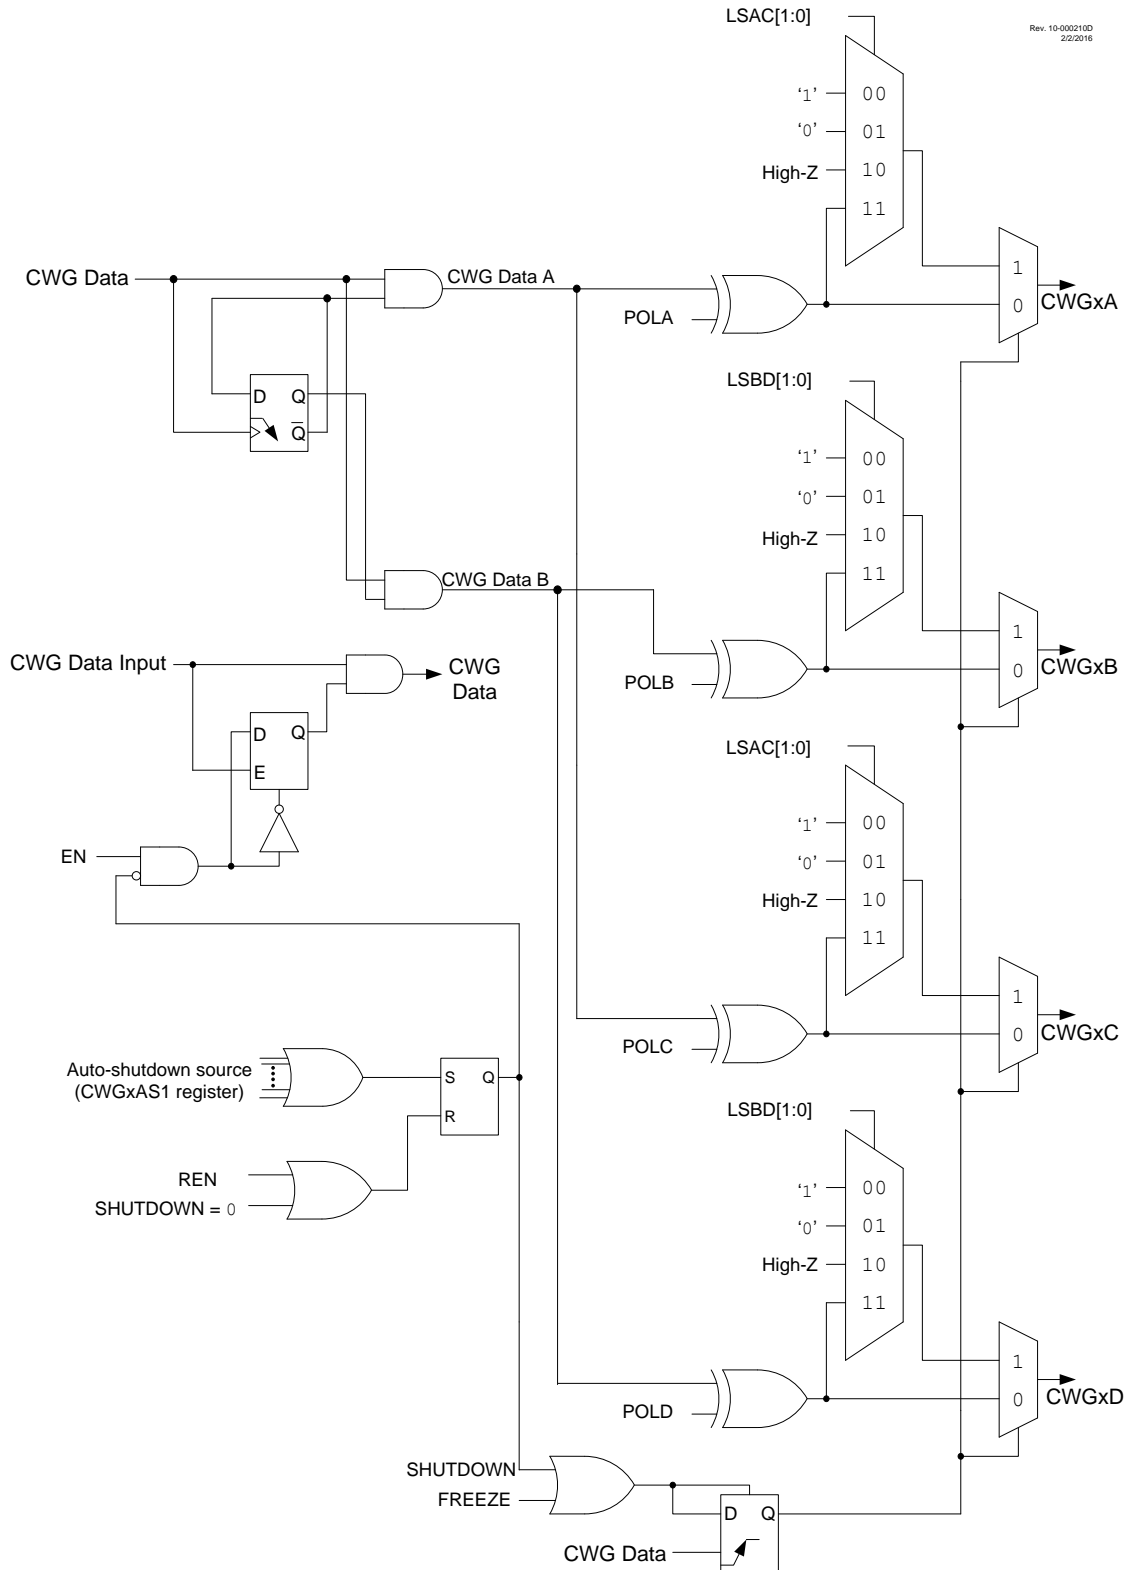 LSAC[1:0]
Rev. 10-000210D
2/2/2016
‘1’ 00
‘0’ 01
High-Z 10
11
CWG Data
CWG Data A
1
CWGxA
POLA
0
LSBD[1:0]
D Q
Q
‘1’ 00
‘0’ 01
High-Z 10
11
CWG Data B
1
CWG Data Input
CWG
Data
POLB
0
CWGxB
D Q
E
LSAC[1:0]
‘1’ 00
EN
‘0’ 01
High-Z 10
11
1
POLC
0
CWGxC
Auto-shutdown source
(CWGxAS1 register)
S Q
R
LSBD[1:0]
REN
SHUTDOWN = 0
‘1’ 00
‘0’ 01
High-Z 10
11
1
POLD
0
CWGxD
SHUTDOWN
FREEZE
D Q
CWG Data